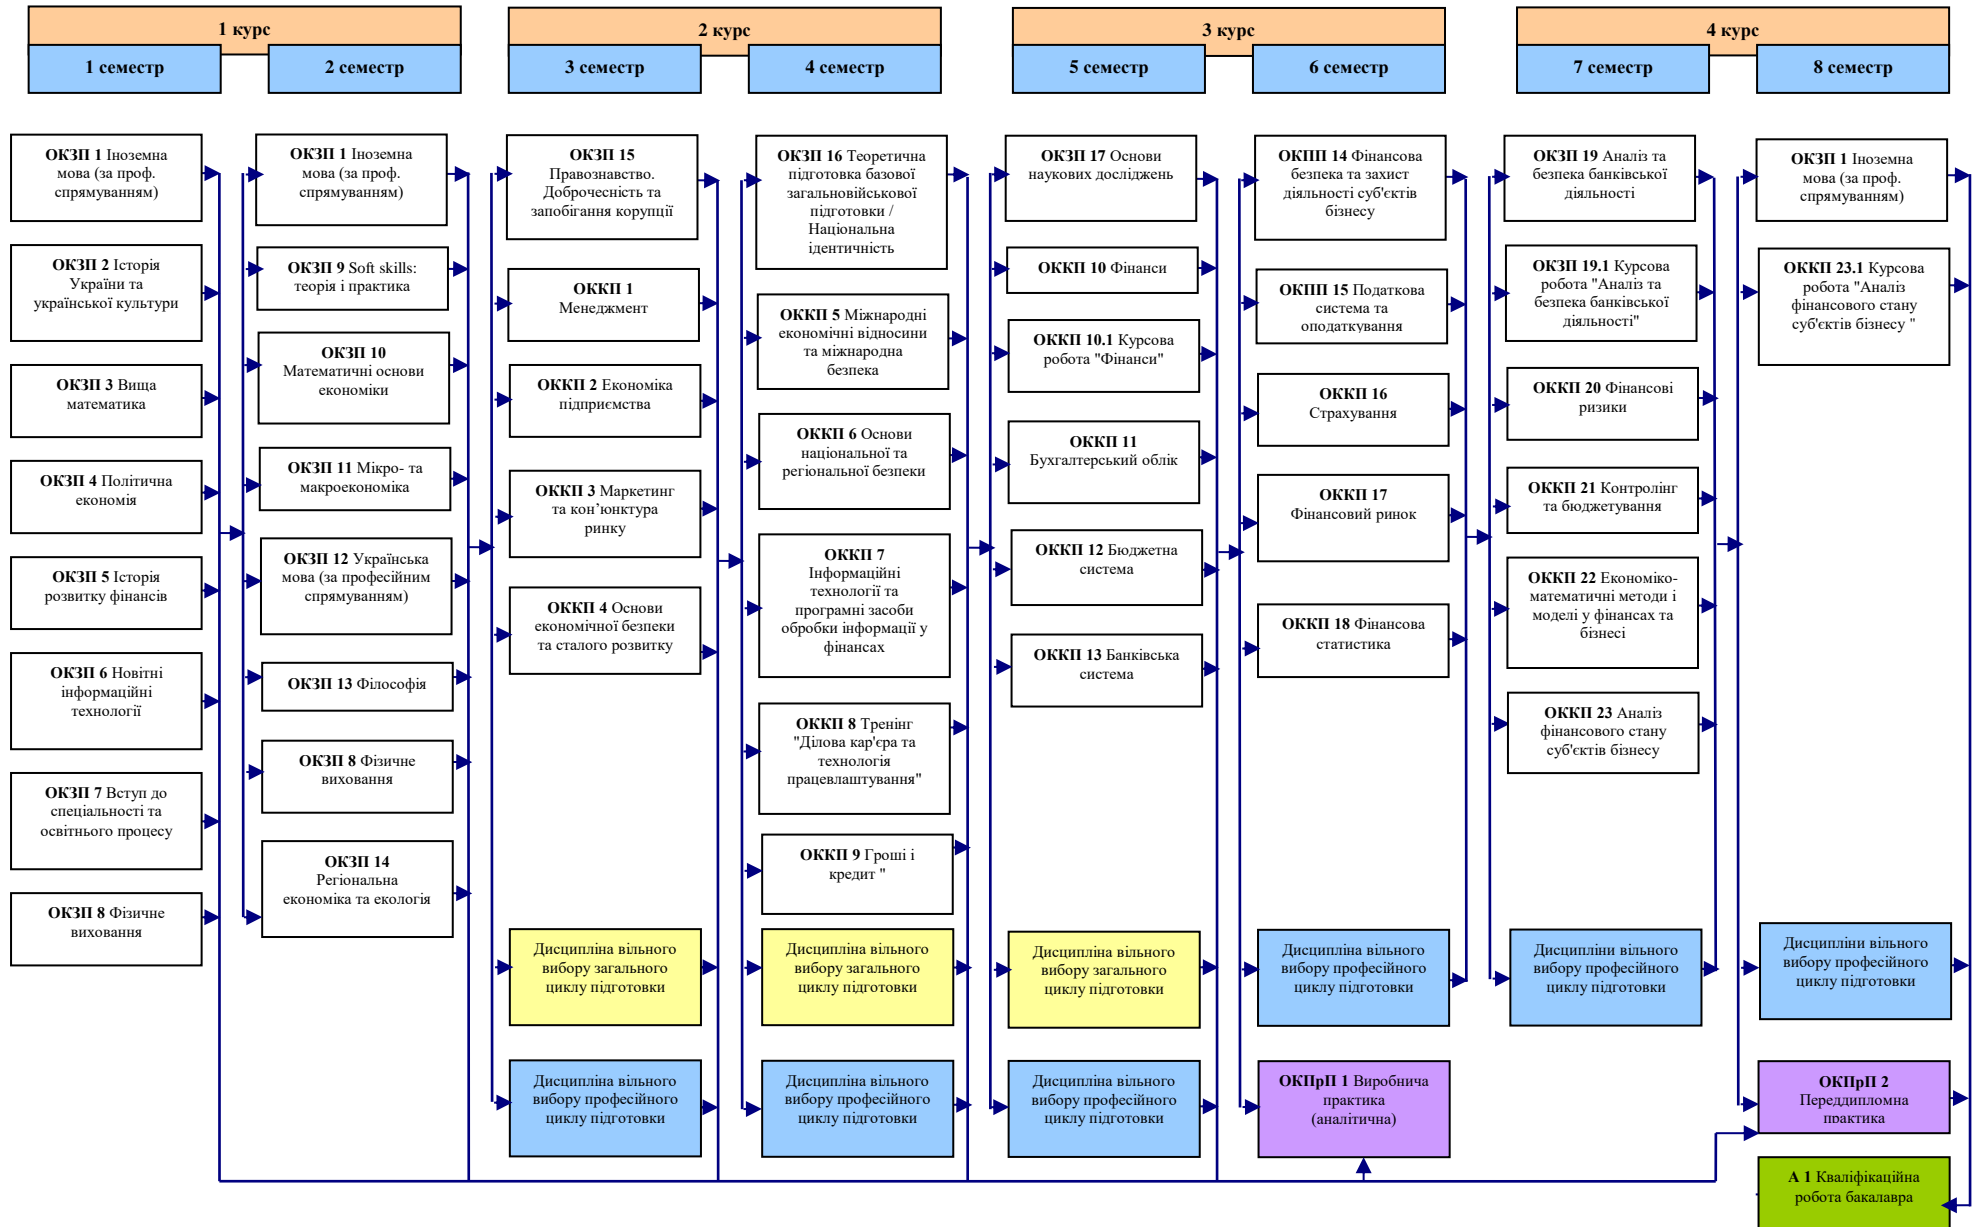 1 курс
2 курс
3 курс
4 курс
1 семестр
2 семестр
3 семестр
4 семестр
5 семестр
6 семестр
7 семестр
8 семестр
ОКЗП 1 Іноземна
мова (за проф.
спрямуванням)
ОКЗП 2 Історія
України та
української культури
ОКЗП 3 Вища
математика
ОКЗП 4 Політична
економія
ОКЗП 5 Історія
розвитку фінансів
ОКЗП 6 Новітні
інформаційні
технології
ОКЗП 7 Вступ до
спеціальності та
освітнього процесу
ОКЗП 8 Фізичне
виховання
ОКЗП 1 Іноземна
мова (за проф.
спрямуванням)
ОКЗП 9 Soft skills:
теорія і практика
ОКЗП 10
Математичні основи
економіки
ОКЗП 11 Мікро- та
макроекономіка
ОКЗП 12 Українська
мова (за професійним
спрямуванням)
ОКЗП 13 Філософія
ОКЗП 8 Фізичне
виховання
ОКЗП 14
Регіональна
економіка та екологія
ОКЗП 15
Правознавство.
Доброчесність та
запобігання корупції
ОККП 1
Менеджмент
ОККП 2 Економіка
підприємства
ОККП 3 Маркетинг
та кон’юнктура
ринку
ОККП 4 Основи
економічної безпеки
та сталого розвитку
Дисципліна вільного
вибору загального
циклу підготовки
Дисципліна вільного
вибору професійного
циклу підготовки
ОКЗП 16 Теоретична
підготовка базової
загальновійськової
підготовки /
Національна
ідентичність
ОККП 5 Міжнародні
економічні відносини
та міжнародна
безпека
ОККП 6 Основи
національної та
регіональної безпеки
ОККП 7
Інформаційні
технології та
програмні засоби
обробки інформації у
фінансах
ОККП 8 Тренінг
"Ділова кар'єра та
технологія
працевлаштування"
ОККП 9 Гроші і
кредит "
Дисципліна вільного
вибору загального
циклу підготовки
Дисципліна вільного
вибору професійного
циклу підготовки
ОКЗП 17 Основи
наукових досліджень
ОККП 10 Фінанси
ОККП 10.1 Курсова
робота "Фінанси"
ОККП 11
Бухгалтерський облік
ОККП 12 Бюджетна
система
ОККП 13 Банківська
система
Дисципліна вільного
вибору загального
циклу підготовки
Дисципліна вільного
вибору професійного
циклу підготовки
ОКПП 14 Фінансова
безпека та захист
діяльності суб'єктів
бізнесу
ОКПП 15 Податкова
система та
оподаткування
ОККП 16
Страхування
ОККП 17
Фінансовий ринок
ОККП 18 Фінансова
статистика
Дисципліна вільного
вибору професійного
циклу підготовки
ОКПрП 1 Виробнича
практика
(аналітична)
ОКЗП 19 Аналіз та
безпека банківської
діяльності
ОКЗП 19.1 Курсова
робота "Аналіз та
безпека банківської
діяльності"
ОККП 20 Фінансові
ризики
ОККП 21 Контролінг
та бюджетування
ОККП 22 Економіко-
математичні методи і
моделі у фінансах та
бізнесі
ОККП 23 Аналіз
фінансового стану
суб'єктів бізнесу
Дисципліни вільного
вибору професійного
циклу підготовки
ОКЗП 1 Іноземна
мова (за проф.
спрямуванням)
ОККП 23.1 Курсова
робота "Аналіз
фінансового стану
суб'єктів бізнесу "
Дисципліни вільного
вибору професійного
циклу підготовки
ОКПрП 2
Переддипломна
практика
А 1 Кваліфікаційна
робота бакалавра